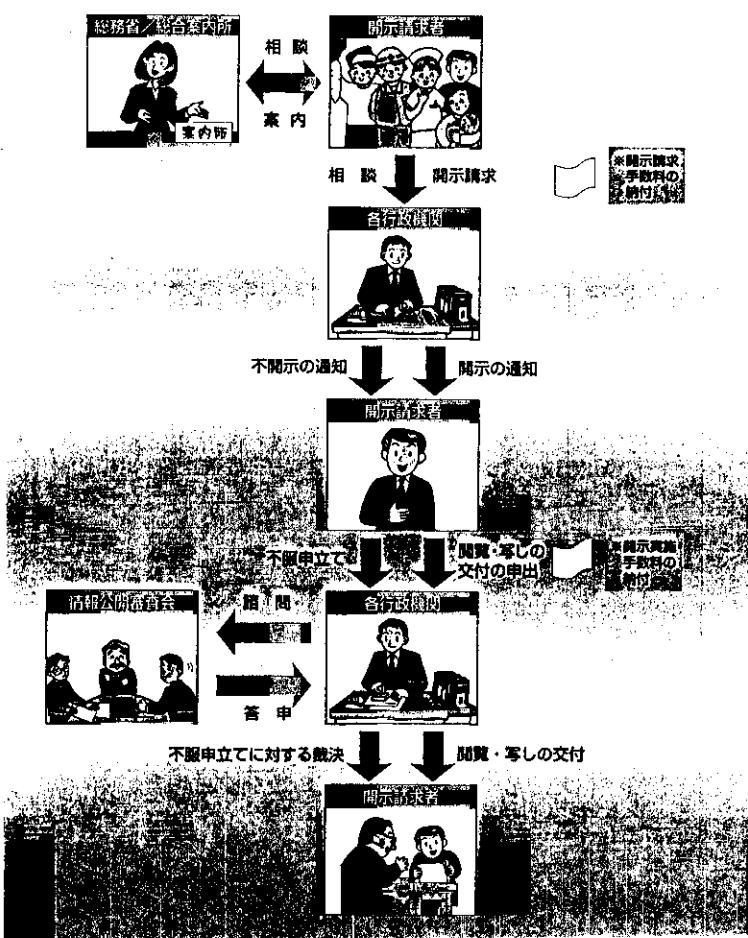 総務省／総合案内所
開示請求者
相 談
案 内
案内所
相 談
開示請求
※開示請求
手数料の
納付
各行政機関
不開示の通知
開示の通知
開示請求者
不服申立て
閲覧・写しの
交付の申出
※開示実施
手数料の
納付
情報公開審査会
諮 問
各行政機関
答 申
不服申立てに対する裁決
閲覧・写しの交付
開示請求者